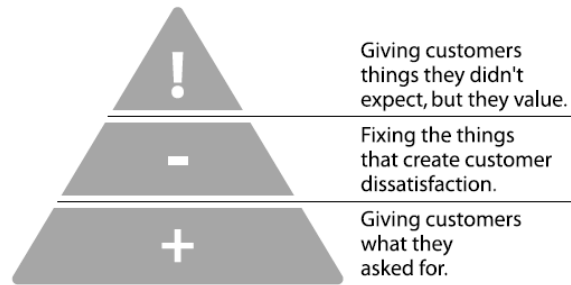 !
Giving customers
things they didn't
expect, but they value.
-
Fixing the things
that create customer
dissatisfaction.
+
Giving customers
what they
asked for.